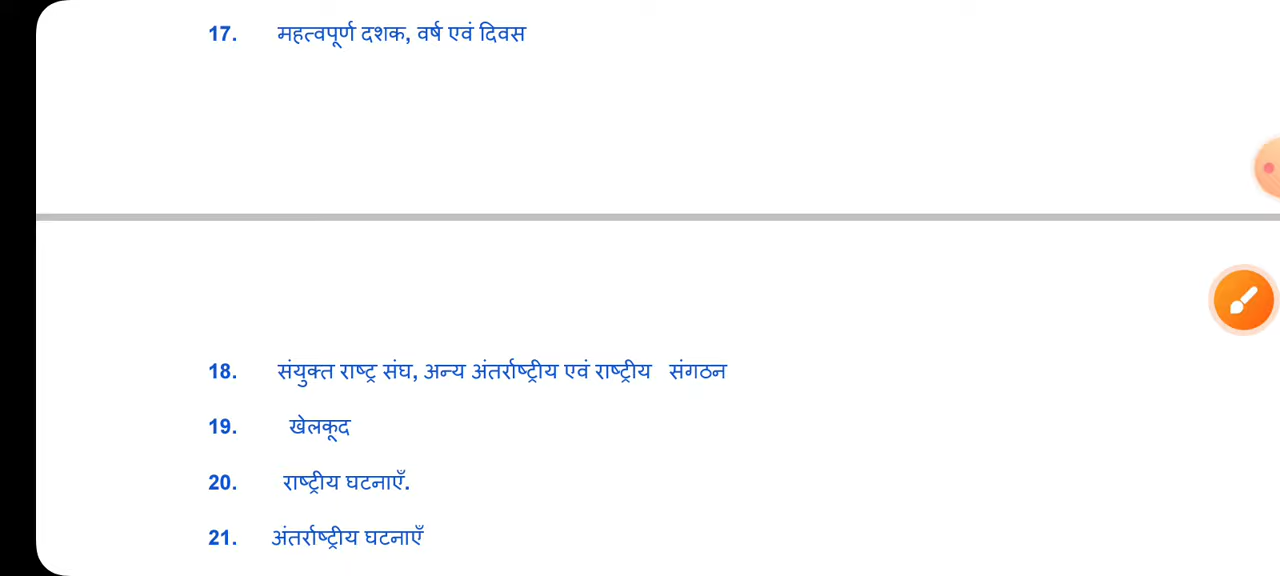 17. महत्वपूर्ण दशक, वर्ष एवं दिवस
18. संयुक्त राष्ट्र संघ, अन्य अंतर्राष्ट्रीय एवं राष्ट्रीय संगठन
19. खेलकूद
20. राष्ट्रीय घटनाएँ.
21. अंतर्राष्ट्रीय घटनाएँ